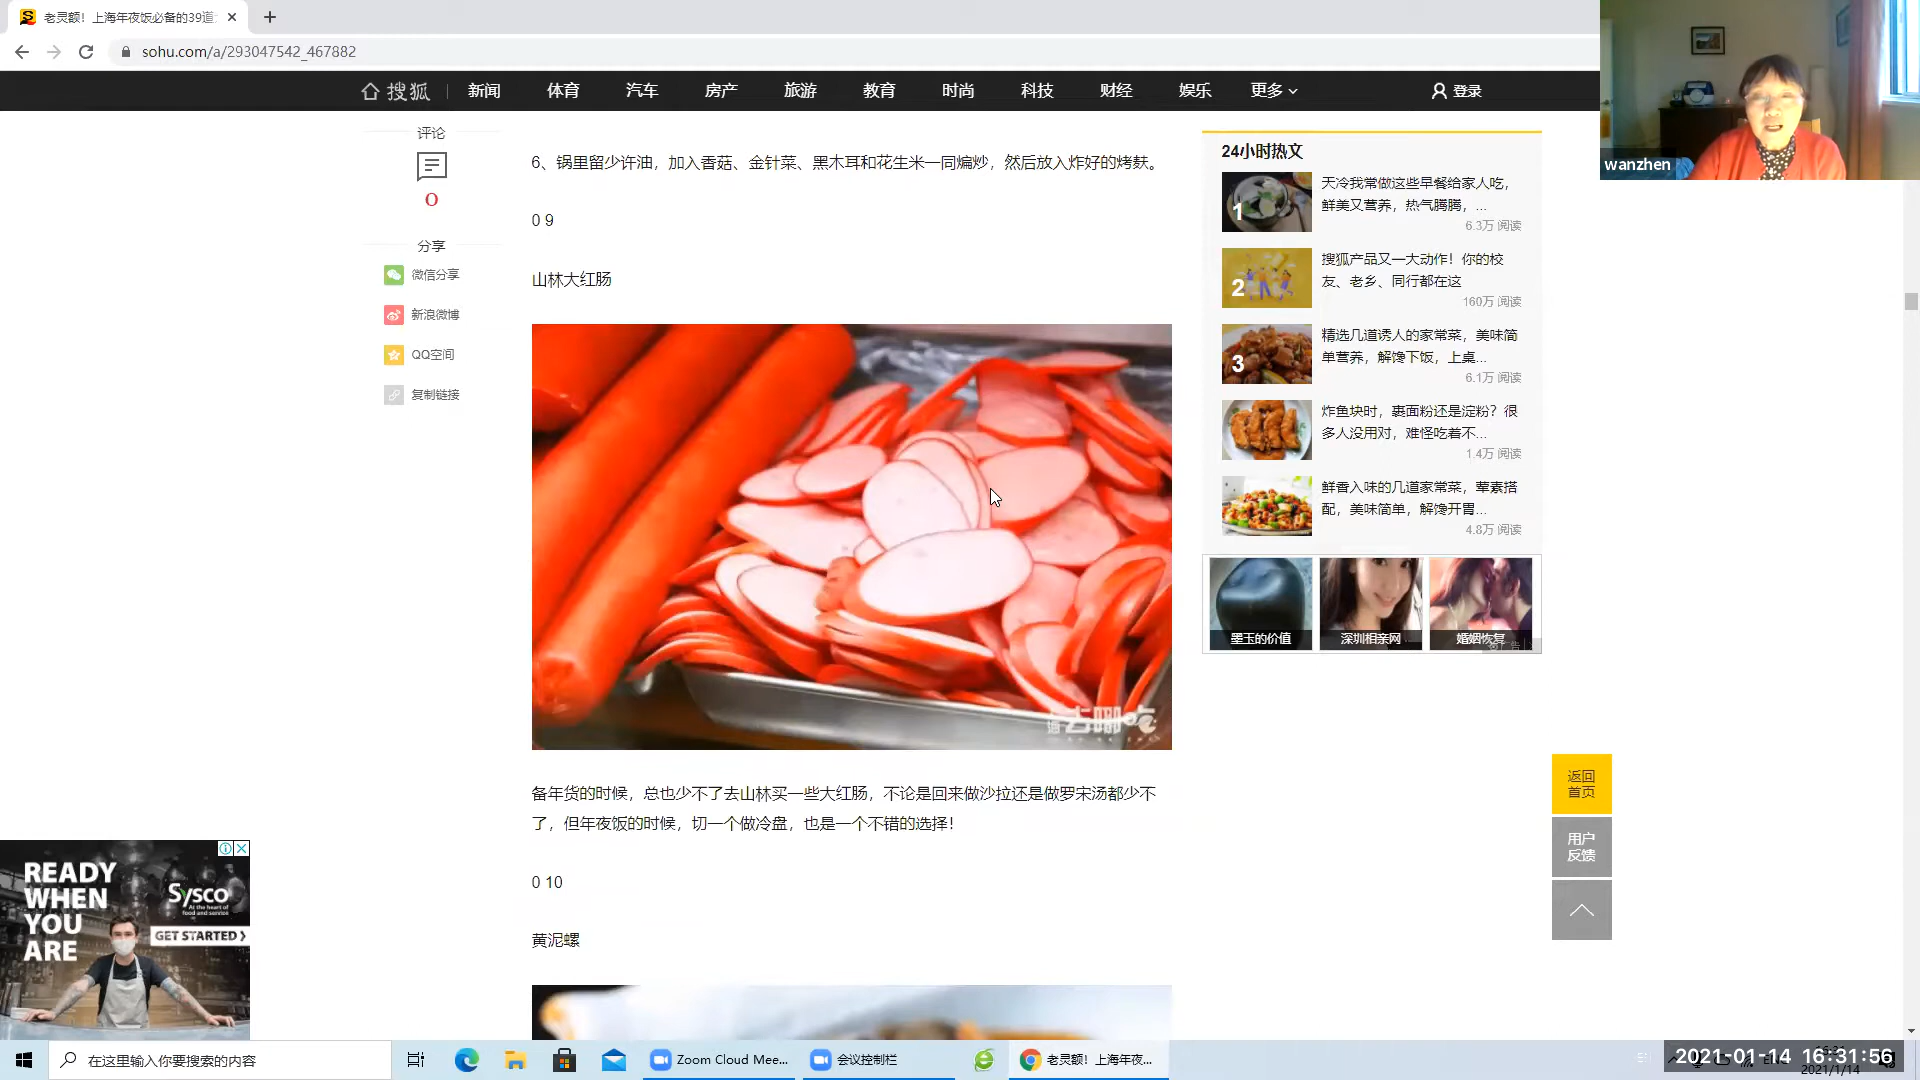 老灵额！上海年夜饭必备的39道
sohu.com/a/293047542_467882
搜狐 新闻 体育 汽车 房产 旅游 教育 时尚 科技 财经 娱乐 更多 登录
wanzhen
评论
0
分享
微信分享
新浪微博
QQ空间
复制链接
6、锅里留少许油，加入香菇、金针菜、黑木耳和花生米一同煸炒，然后放入炸好的烤麸。
0 9
山林大红肠
备年货的时候，总也少不了去山林买一些大红肠，不论是回来做沙拉还是做罗宋汤都少不
了，但年夜饭的时候，切一个做冷盘，也是一个不错的选择！
0 10
黄泥螺
24小时热文
1
天冷我常做这些早餐给家人吃，
鲜美又营养，热气腾腾，...
6.3万 阅读
2
搜狐产品又一大动作！你的校
友、老乡、同行都在这
160万 阅读
3
精选几道诱人的家常菜，美味简
单营养，解馋下饭，上桌...
6.1万 阅读
炸鱼块时，裹面粉还是淀粉？很
多人没用对，难怪吃着不...
1.4万 阅读
鲜香入味的几道家常菜，荤素搭
配，美味简单，解馋开胃...
4.8万 阅读
墨玉的价值 深圳相亲网 婚姻恢复
返回
首页
用户
反馈
READY
WHEN
YOU
ARE
Sysco
At the heart of
food and service
GET STARTED
在这里输入你要搜索的内容
Zoom Cloud Mee...
会议控制栏
老灵额！上海年夜...
2021-01-14 16:31:56
2021/1/14